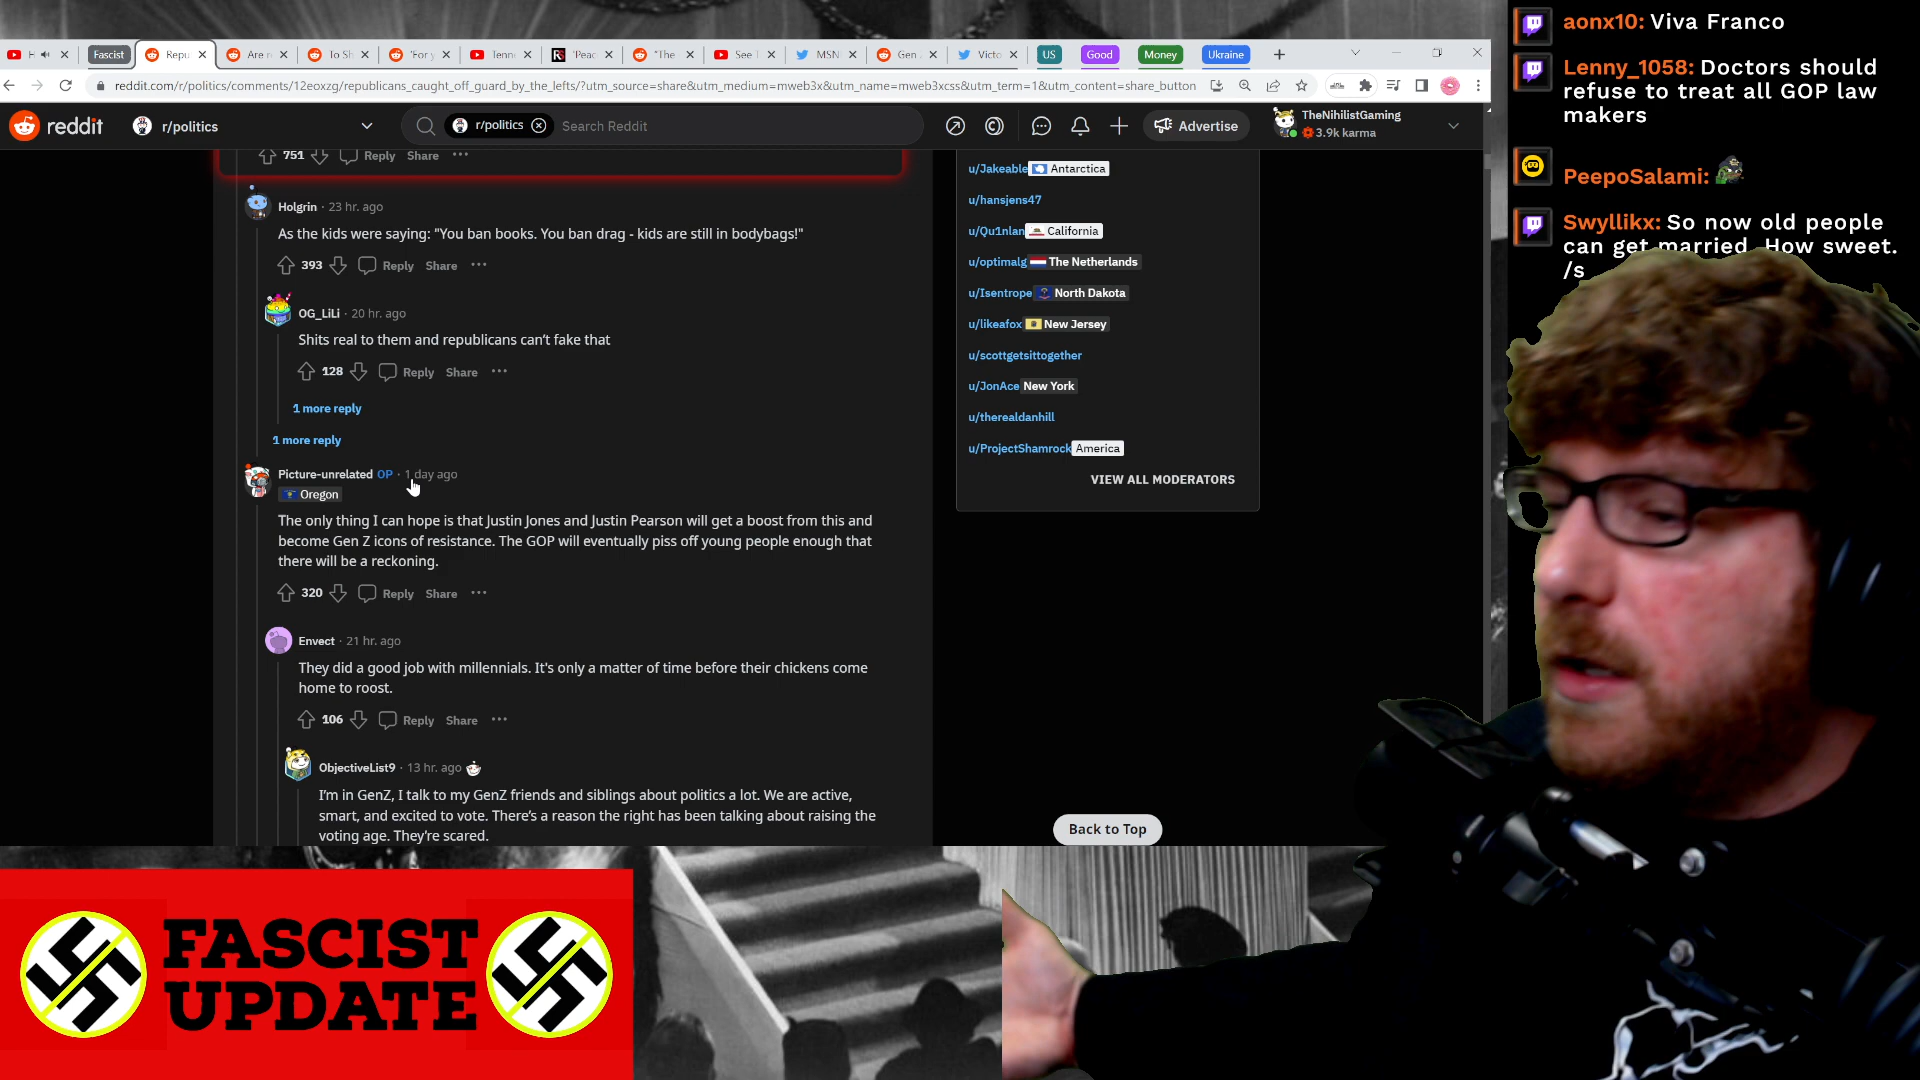 Fascist
Repu
Are r
To Sh
"For y
Tenn
"Peac
"The
See T
MSN
Gen
Victo
US
Good
Money
Ukraine
reddit.com/r/politics/comments/12eoxzg/republicans_caught_off_guard_by_the_lefts/?utm_source=share&utm_medium=mweb3x&utm_name=mweb3xcss&utm_term=1&utm_content=share_button
reddit
r/politics
r/politics
Search Reddit
Advertise
TheNihilistGaming
3.9k karma
751
Reply
Share
Holgrin · 23 hr. ago
As the kids were saying: "You ban books. You ban drag - kids are still in bodybags!"
393
Reply
Share
OG_LiLi · 20 hr. ago
Shits real to them and republicans can't fake that
128
Reply
Share
1 more reply
1 more reply
Picture-unrelated OP · 1 day ago
Oregon
The only thing I can hope is that Justin Jones and Justin Pearson will get a boost from this and
become Gen Z icons of resistance. The GOP will eventually piss off young people enough that
there will be a reckoning.
320
Reply
Share
Envect · 21 hr. ago
They did a good job with millennials. It's only a matter of time before their chickens come
home to roost.
106
Reply
Share
ObjectiveList9 · 13 hr. ago
I'm in GenZ, I talk to my GenZ friends and siblings about politics a lot. We are active,
smart, and excited to vote. There's a reason the right has been talking about raising the
voting age. They're scared.
u/Jakeable Antarctica
u/hansjens47
u/Qu1nlan California
u/optimalg The Netherlands
u/Isentrope North Dakota
u/likeafox New Jersey
u/scottgetsittogether
u/JonAce New York
u/therealdanhill
u/ProjectShamrock America
VIEW ALL MODERATORS
Back to Top
aonx10: Viva Franco
Lenny_1058: Doctors should
refuse to treat all GOP law
makers
PeepoSalami:
Swyllikx: So now old people
can get married. How sweet.
/s
FASCIST
UPDATE